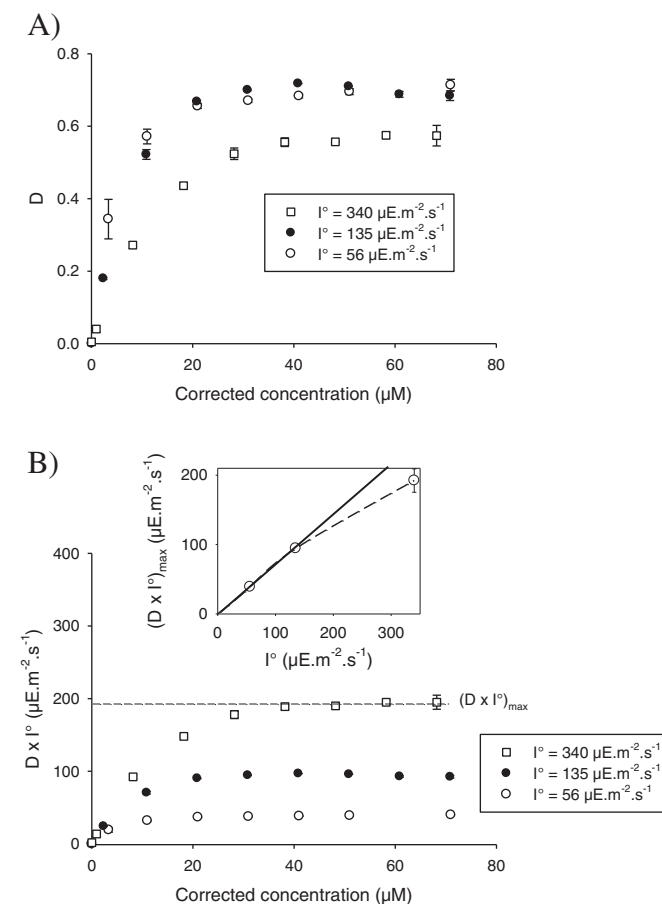 A)
0.8
0.6
0.4
0.2
0.0
D
I° = 340 µE.m⁻².s⁻¹
I° = 135 µE.m⁻².s⁻¹
I° = 56 µE.m⁻².s⁻¹
0 20 40 60 80
Corrected concentration (µM)
B)
200
100
0
(D x I°)max (µE.m⁻².s⁻¹)
0 100 200 300
I° (µE.m⁻².s⁻¹)
400
300
200
100
0
D x I° (µE.m⁻².s⁻¹)
(D x I°)max
I° = 340 µE.m⁻².s⁻¹
I° = 135 µE.m⁻².s⁻¹
I° = 56 µE.m⁻².s⁻¹
0 20 40 60 80
Corrected concentration (µM)